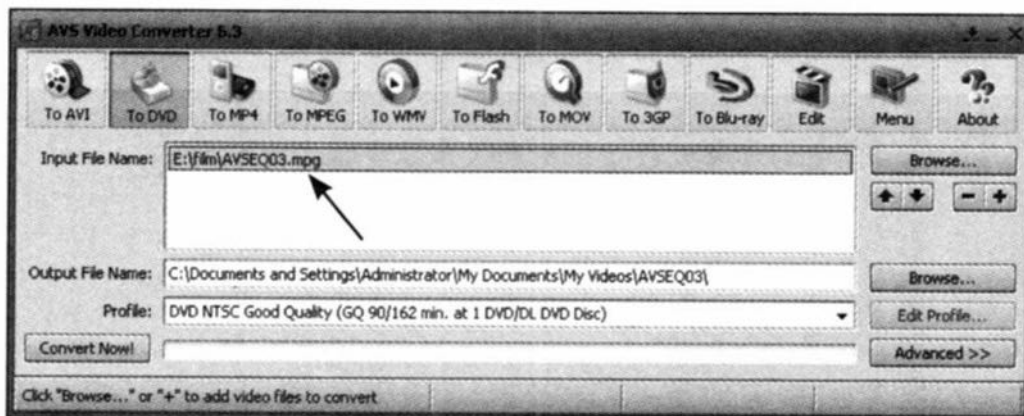 AVS Video Converter 6.3
To AVI To DVD To MP4 To MPEG To WMV To Flash To MOV To 3GP To Blu-ray Edit Menu About
Input File Name: E:\film\AVSEQ03.mpg Browse...
Output File Name: C:\Documents and Settings\Administrator\My Documents\My Videos\AVSEQ03\ Browse...
Profile: DVD NTSC Good Quality (GQ 90/162 min. at 1 DVD/DL DVD Disc) Edit Profile...
Convert Now! Advanced >>
Click "Browse..." or "+" to add video files to convert